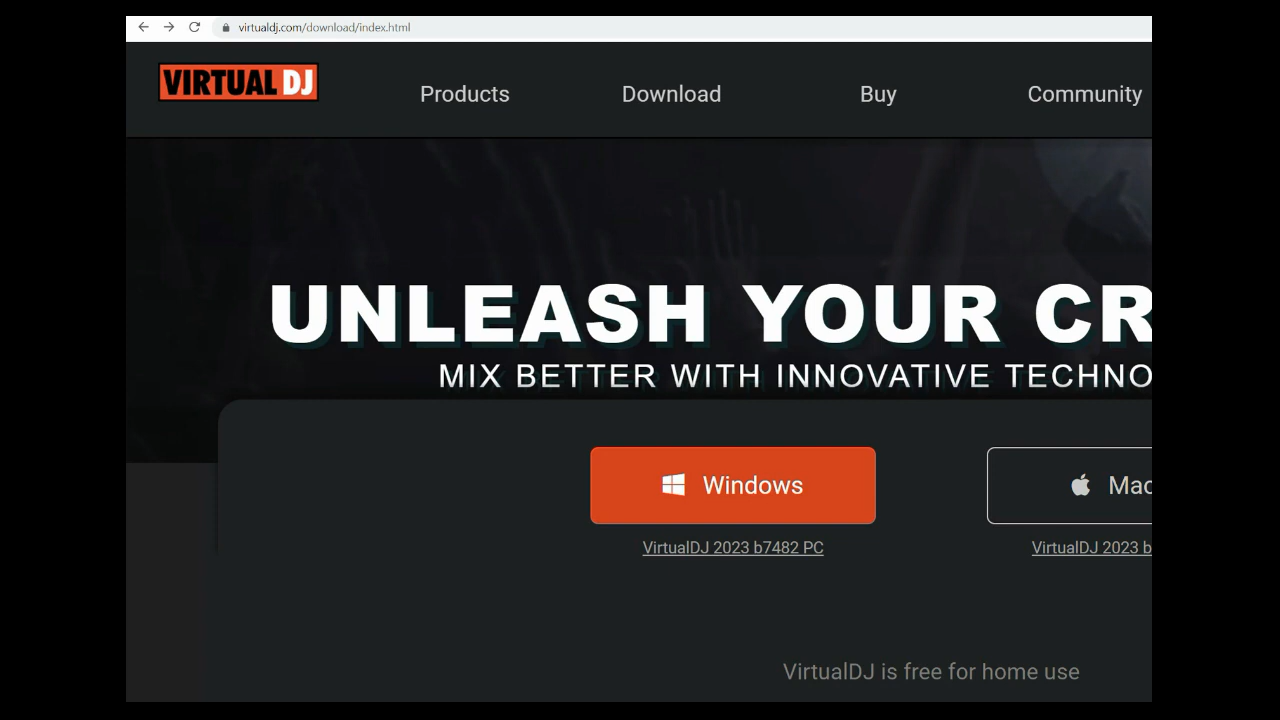 virtualdj.com/download/index.html
VIRTUAL DJ
Products Download Buy Community
UNLEASH YOUR CR
MIX BETTER WITH INNOVATIVE TECHNO
Windows Mac
VirtualDJ 2023 b7482 PC VirtualDJ 2023 b
VirtualDJ is free for home use